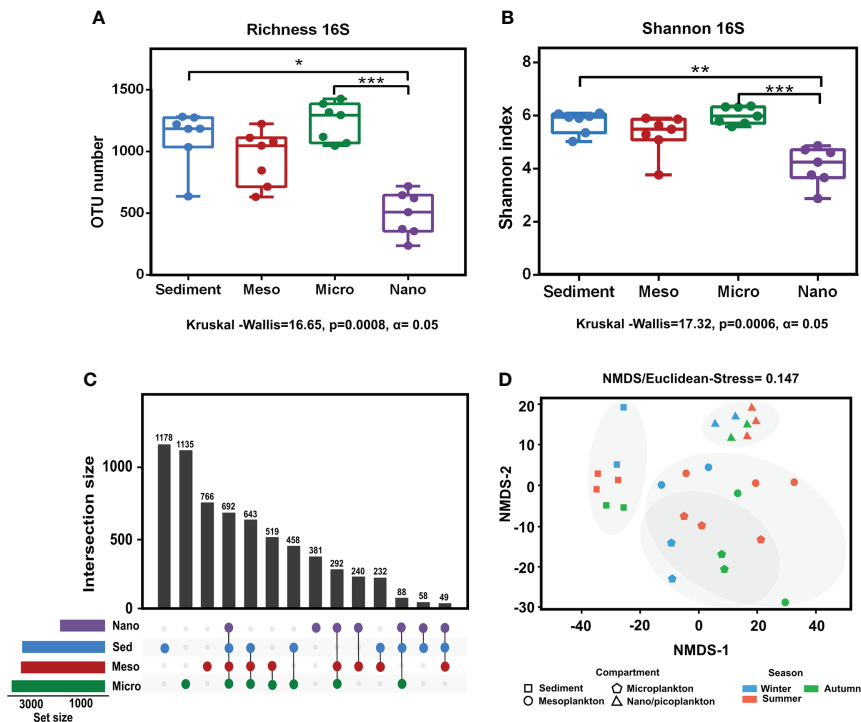 A
Richness 16S
OTU number
1500
1000
500
0
*
***
Sediment Meso Micro Nano
Kruskal -Wallis=16.65, p=0.0008, α= 0.05
B
Shannon 16S
Shannon index
8
6
4
2
0
**
***
Sediment Meso Micro Nano
Kruskal -Wallis=17.32, p=0.0006, α= 0.05
C
Intersection size
1000
500
0
1178 1135 766 692 643 519 458 381 292 240 232 88 58 49
Nano
Sed
Meso
Micro
3000 1000
Set size
D
NMDS/Euclidean-Stress= 0.147
NMDS-2
20
10
0
-10
-20
-30
-40 -20 0 20 40
NMDS-1
Compartment
Sediment Microplankton
Mesoplankton Nano/picoplankton
Season
Winter Autumn
Summer